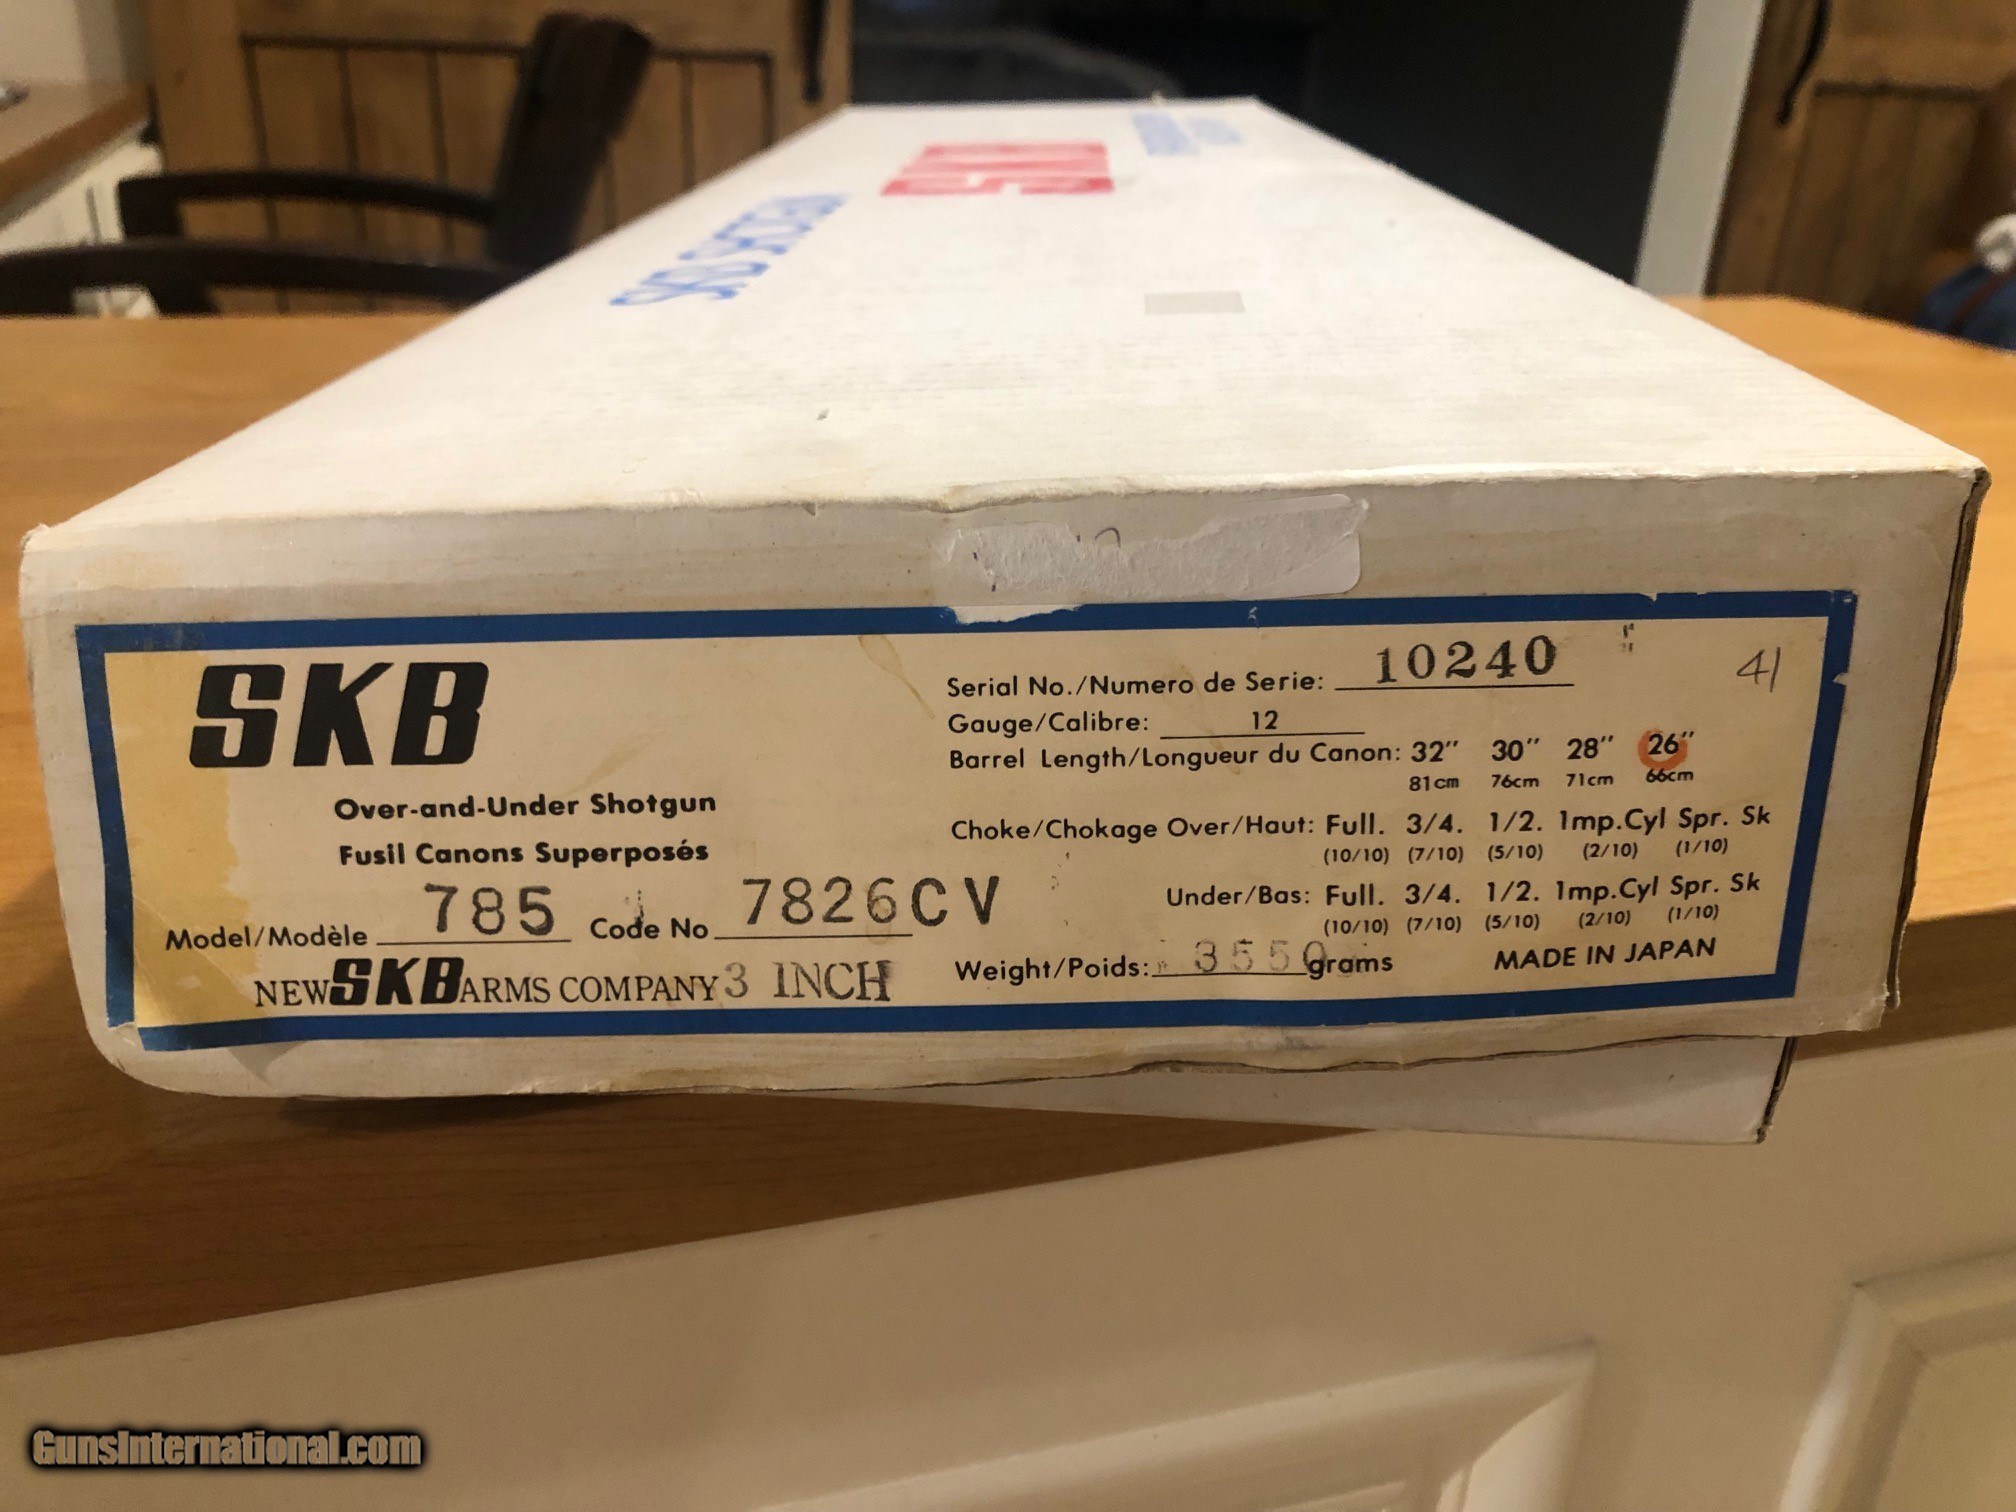 SKB
Over-and-Under Shotgun
Fusil Canons Superposés
Model/Modèle 785 Code No 7826CV
NEW SKB ARMS COMPANY 3 INCH
Serial No./Numero de Serie: 10240
41
Gauge/Calibre: 12
Barrel Length/Longueur du Canon: 32" 30" 28" 26"
81cm 76cm 71cm 66cm
Choke/Chokage Over/Haut: Full. 3/4. 1/2. 1mp.Cyl Spr. Sk
(10/10) (7/10) (5/10) (2/10) (1/10)
Under/Bas: Full. 3/4. 1/2. 1mp.Cyl Spr. Sk
(10/10) (7/10) (5/10) (2/10) (1/10)
Weight/Poids: 3550 grams MADE IN JAPAN
GunsInternational.com